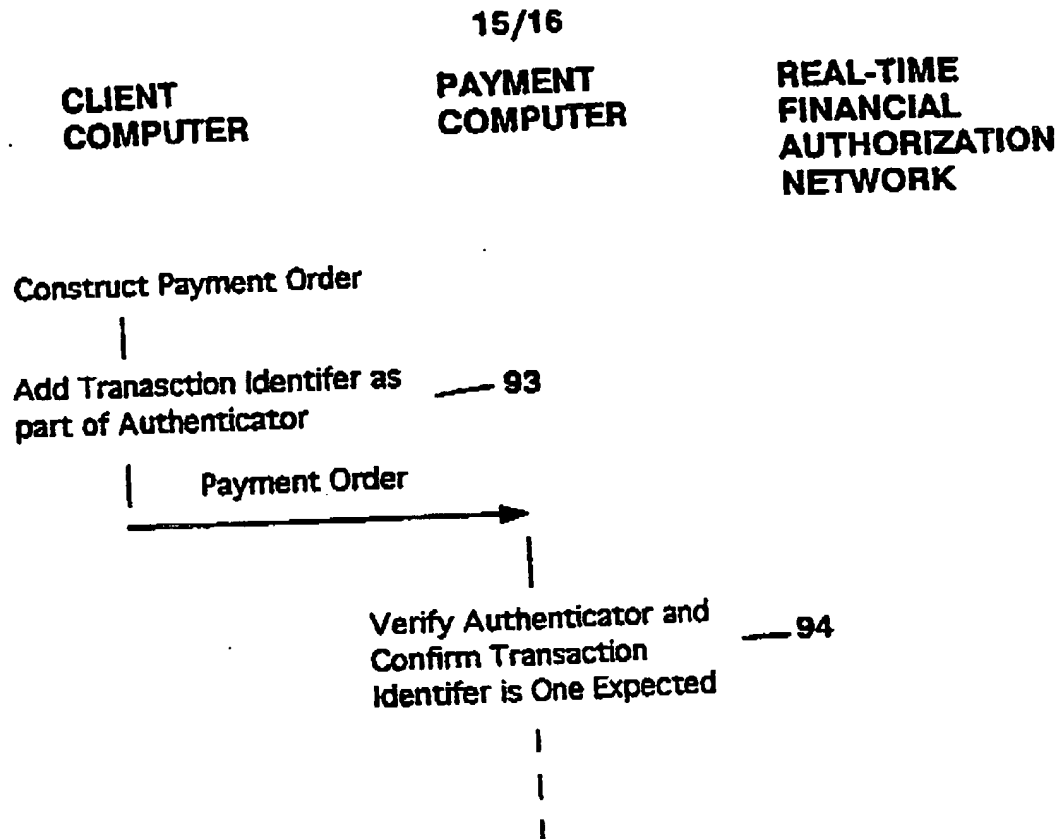 15/16
CLIENT
COMPUTER
PAYMENT
COMPUTER
REAL-TIME
FINANCIAL
AUTHORIZATION
NETWORK
Construct Payment Order
Add Tranasction Identifer as
part of Authenticator
93
Payment Order
Verify Authenticator and
Confirm Transaction
Identifer is One Expected
94